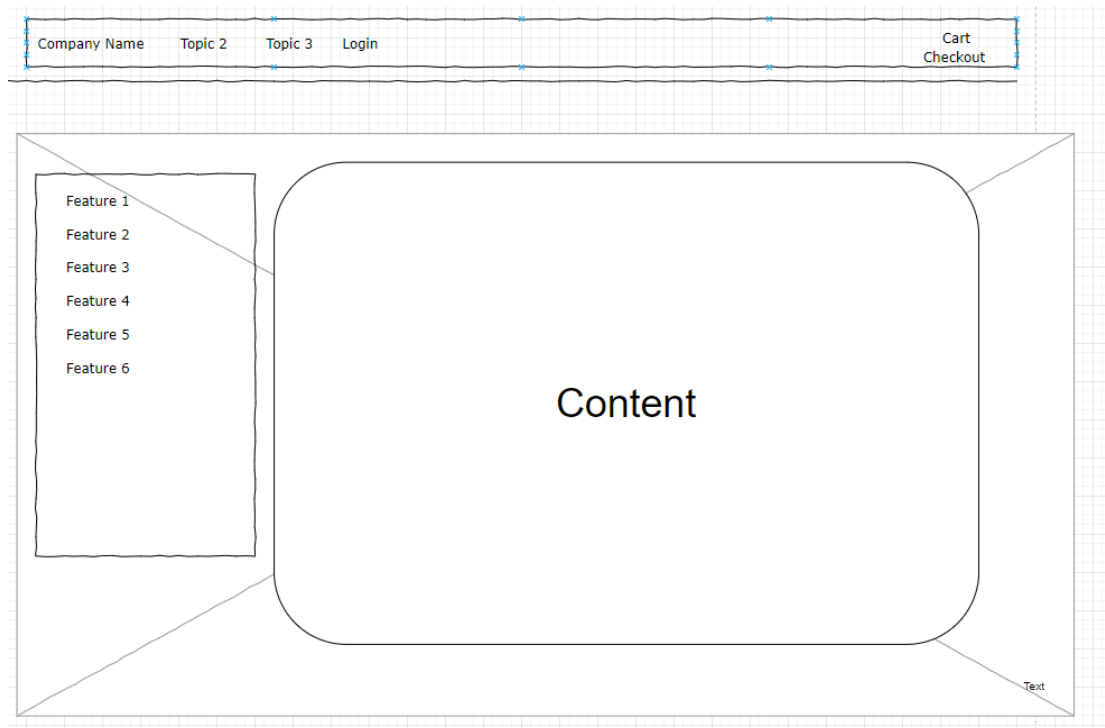 Company Name Topic 2 Topic 3 Login
Cart
Checkout
Feature 1
Feature 2
Feature 3
Feature 4
Feature 5
Feature 6
Content
Text